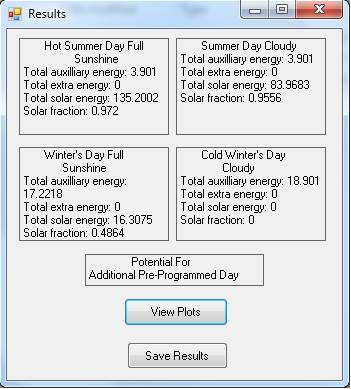 Results
Hot Summer Day Full
Sunshine
Total auxilliary energy: 3.901
Total extra energy: 0
Total solar energy: 135.2002
Solar fraction: 0.972
Summer Day Cloudy
Total auxilliary energy: 3.901
Total extra energy: 0
Total solar energy: 83.9683
Solar fraction: 0.9556
Winter's Day Full
Sunshine
Total auxilliary energy:
17.2218
Total extra energy: 0
Total solar energy: 16.3075
Solar fraction: 0.4864
Cold Winter's Day
Cloudy
Total auxilliary energy: 18.901
Total extra energy: 0
Total solar energy: 0
Solar fraction: 0
Potential For
Additional Pre-Programmed Day
View Plots
Save Results